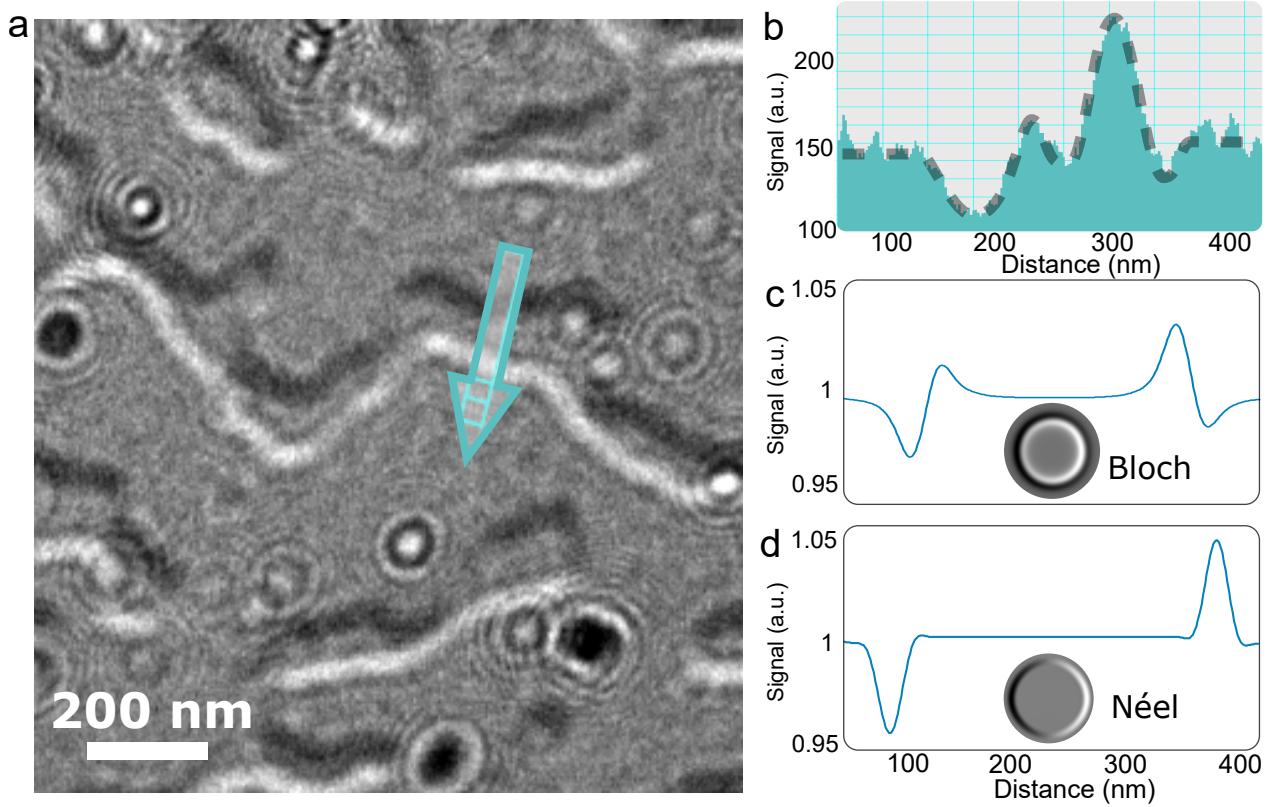 a
200 nm
b
Signal (a.u.)
200
150
100
100 200 300 400
Distance (nm)
c
Signal (a.u.)
1.05
1
0.95
Bloch
d
Signal (a.u.)
1.05
1
0.95
Néel
100 200 300 400
Distance (nm)